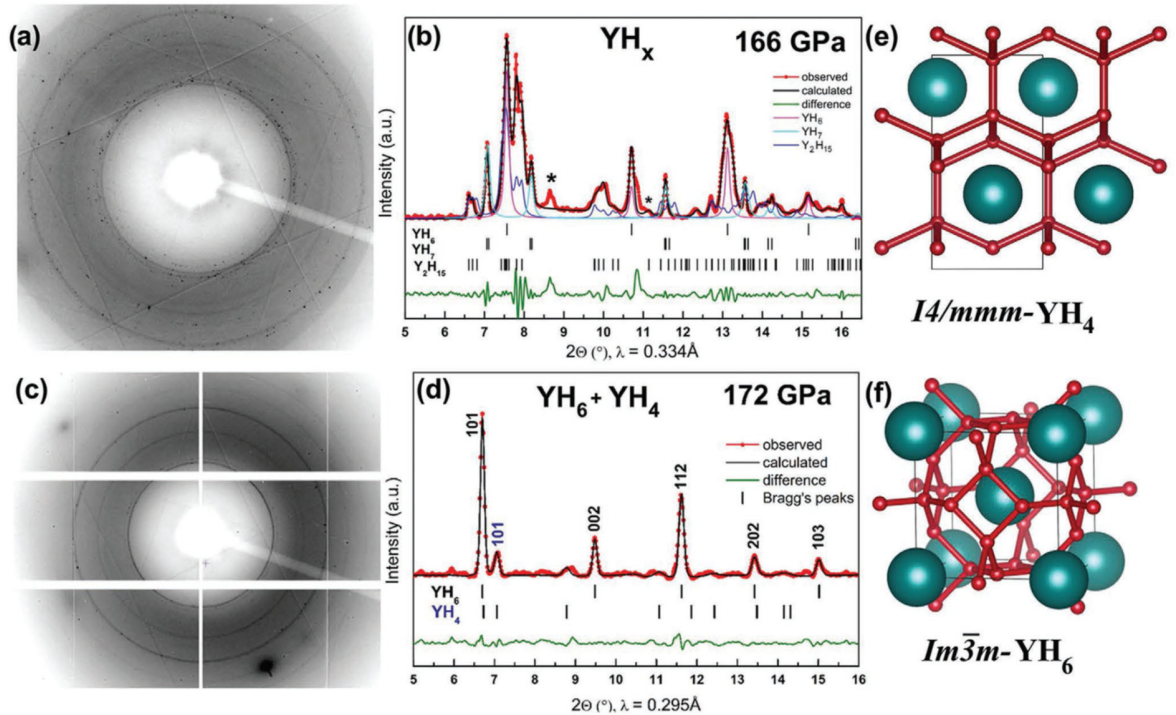 (a)
(b)
YHₓ
166 GPa
observed
calculated
difference
YH₆
YH₇
Y₂H₁₅
*
*
Intensity (a.u.)
YH₆
YH₇
Y₂H₁₅
5 6 7 8 9 10 11 12 13 14 15 16
2Θ (°), λ = 0.334Å
(e)
I4/mmm-YH₄
(c)
(d)
YH₆ + YH₄
172 GPa
observed
calculated
difference
Bragg's peaks
101
101
002
112
202
103
Intensity (a.u.)
YH₆
YH₄
5 6 7 8 9 10 11 12 13 14 15 16
2Θ (°), λ = 0.295Å
(f)
Im3̅m-YH₆